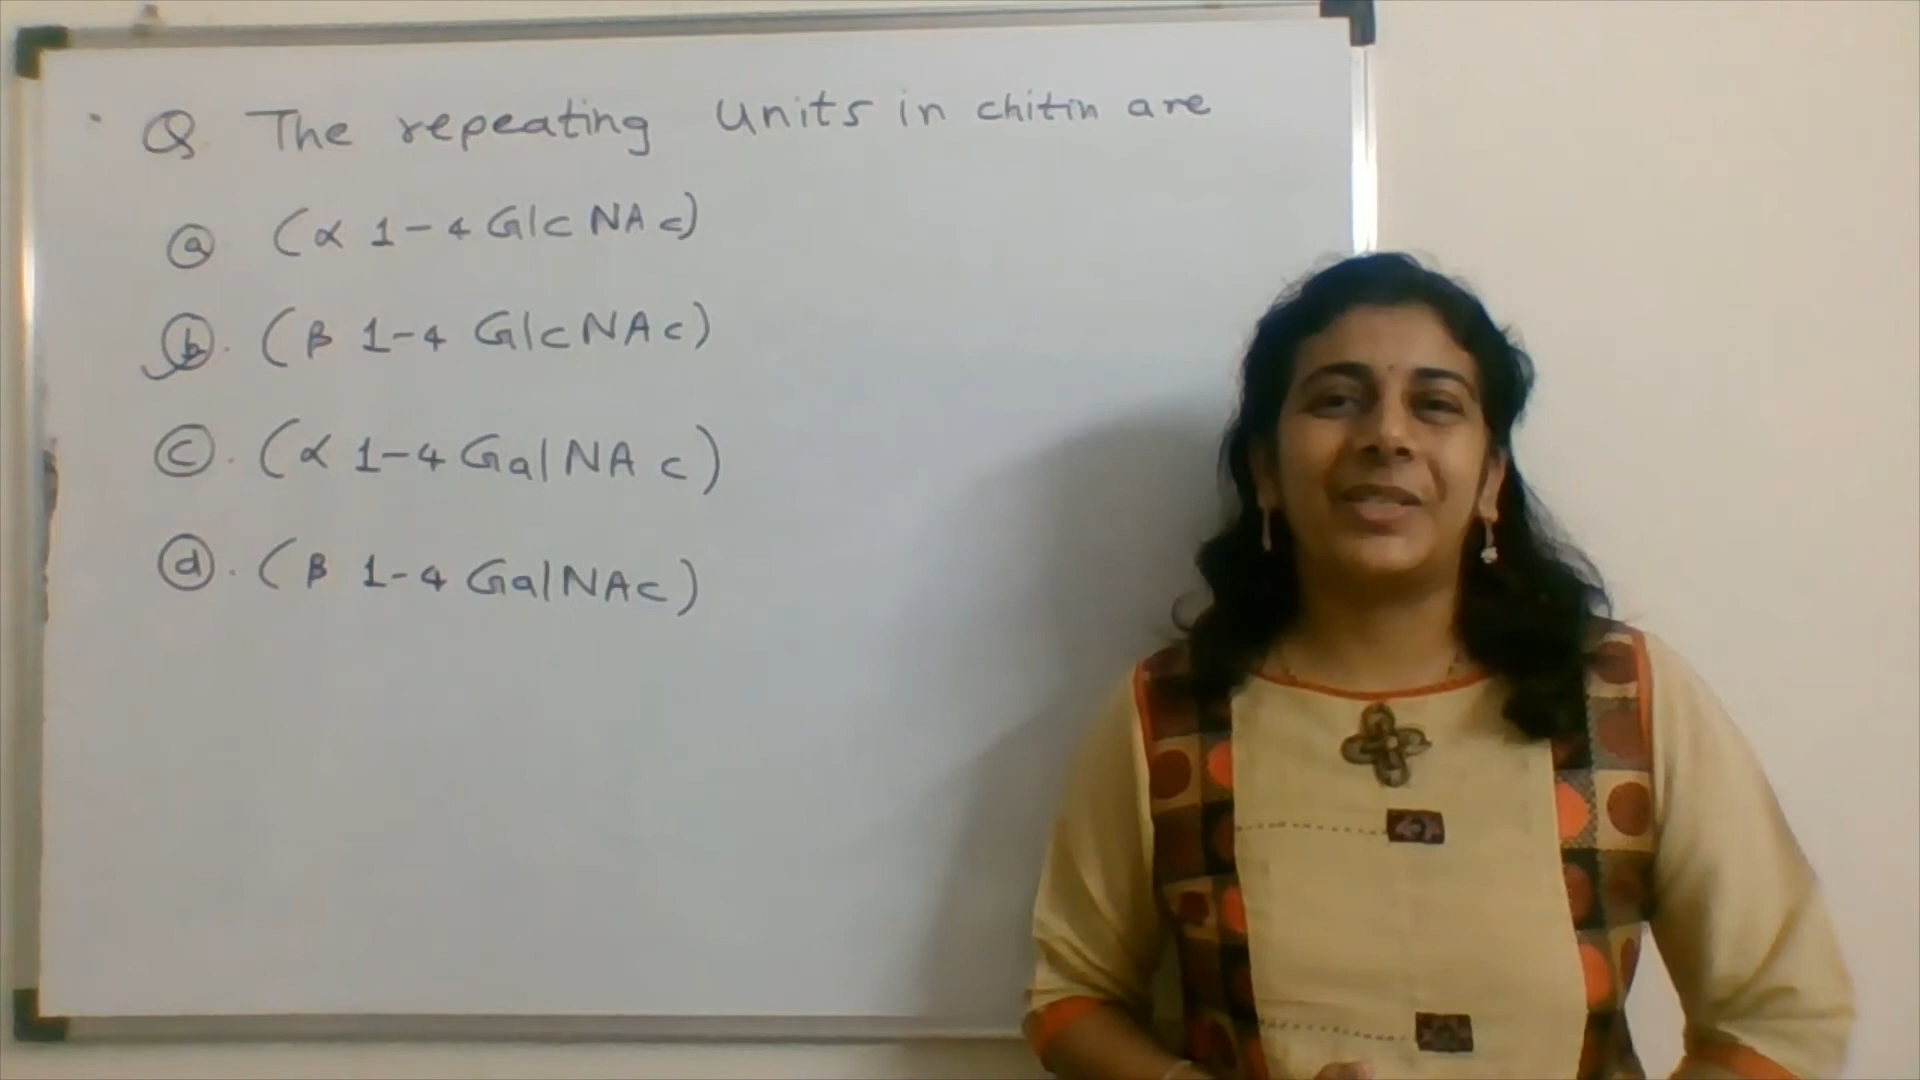 Q The repeating units in chitin are
ⓐ (α 1-4 GlcNAc)
ⓑ. (β 1-4 GlcNAc)
ⓒ. (α 1-4 GalNAc)
ⓓ. (β 1-4 GalNAc)